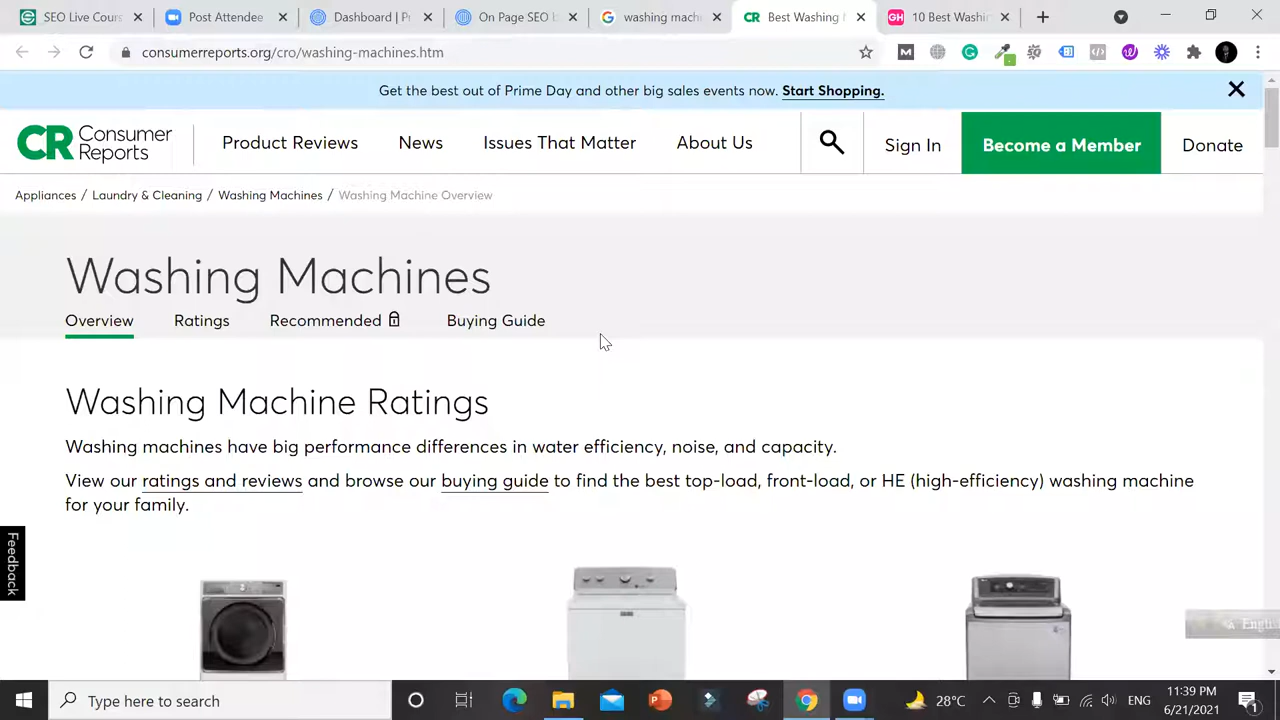 SEO Live Cours
Post Attendee
Dashboard | Pr
On Page SEO L
washing mach
Best Washing M
GH 10 Best Washi
consumerreports.org/cro/washing-machines.htm
Get the best out of Prime Day and other big sales events now. Start Shopping.
CR Consumer Reports
Product Reviews
News
Issues That Matter
About Us
Sign In
Become a Member
Donate
Appliances / Laundry & Cleaning / Washing Machines / Washing Machine Overview
Washing Machines
Overview
Ratings
Recommended
Buying Guide
Washing Machine Ratings
Washing machines have big performance differences in water efficiency, noise, and capacity.
View our ratings and reviews and browse our buying guide to find the best top-load, front-load, or HE (high-efficiency) washing machine
for your family.
Feedback
Type here to search
28°C
ENG
11:39 PM
6/21/2021